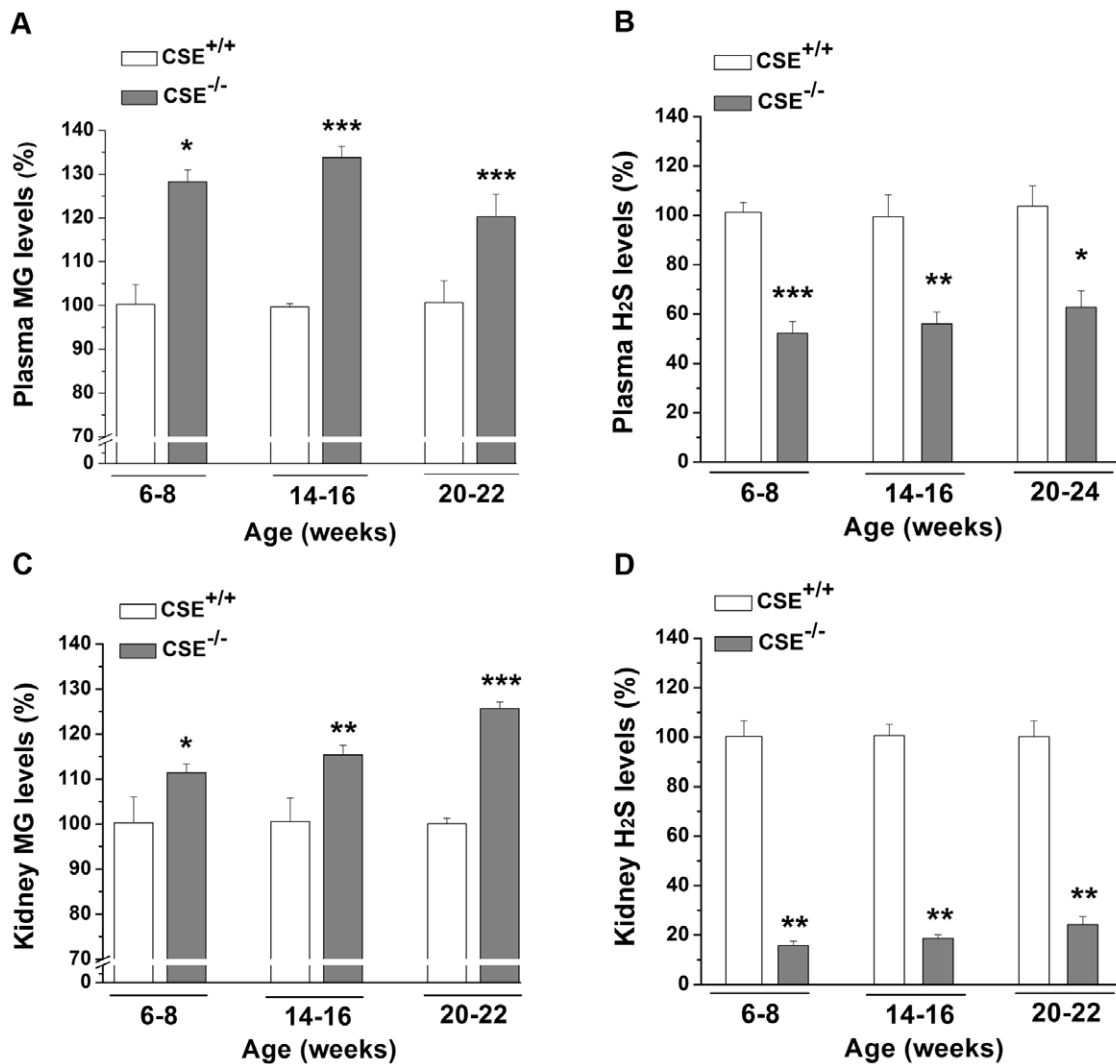 A
CSE+/+
CSE-/-
Plasma MG levels (%)
140
130
120
110
100
90
80
70
0
*
***
***
6-8
14-16
20-22
Age (weeks)
B
CSE+/+
CSE-/-
Plasma H2S levels (%)
140
120
100
80
60
40
20
0
***
**
*
6-8
14-16
20-24
Age (weeks)
C
CSE+/+
CSE-/-
Kidney MG levels (%)
140
130
120
110
100
90
80
70
0
*
**
***
6-8
14-16
20-22
Age (weeks)
D
CSE+/+
CSE-/-
Kidney H2S levels (%)
140
120
100
80
60
40
20
0
**
**
**
6-8
14-16
20-22
Age (weeks)